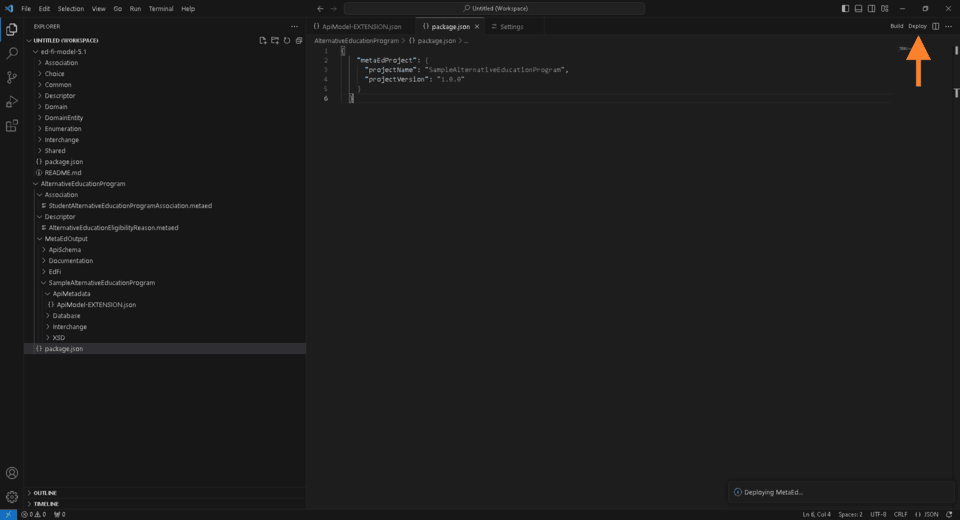 File Edit Selection View Go Run Terminal Help
Untitled (Workspace)
EXPLORER
UNTITLED (WORKSPACE)
ed-fi-model-5.1
Association
Choice
Common
Descriptor
Domain
DomainEntity
Enumeration
Interchange
Shared
{} package.json
README.md
AlternativeEducationProgram
Association
StudentAlternativeEducationProgramAssociation.metaed
Descriptor
AlternativeEducationEligibilityReason.metaed
MetaEdOutput
ApiSchema
Documentation
EdFi
SampleAlternativeEducationProgram
ApiMetadata
{} ApiModel-EXTENSION.json
Database
Interchange
XSD
{} package.json
OUTLINE
TIMELINE
{} ApiModel-EXTENSION.json {} package.json Settings
Build Deploy
AlternativeEducationProgram > {} package.json > ...
1 {
2 "metaEdProject": {
3 "projectName": "SampleAlternativeEducationProgram",
4 "projectVersion": "1.0.0"
5 }
6 }
Deploying MetaEd...
0 0 0
Ln 6, Col 4 Spaces: 2 UTF-8 CRLF {} JSON